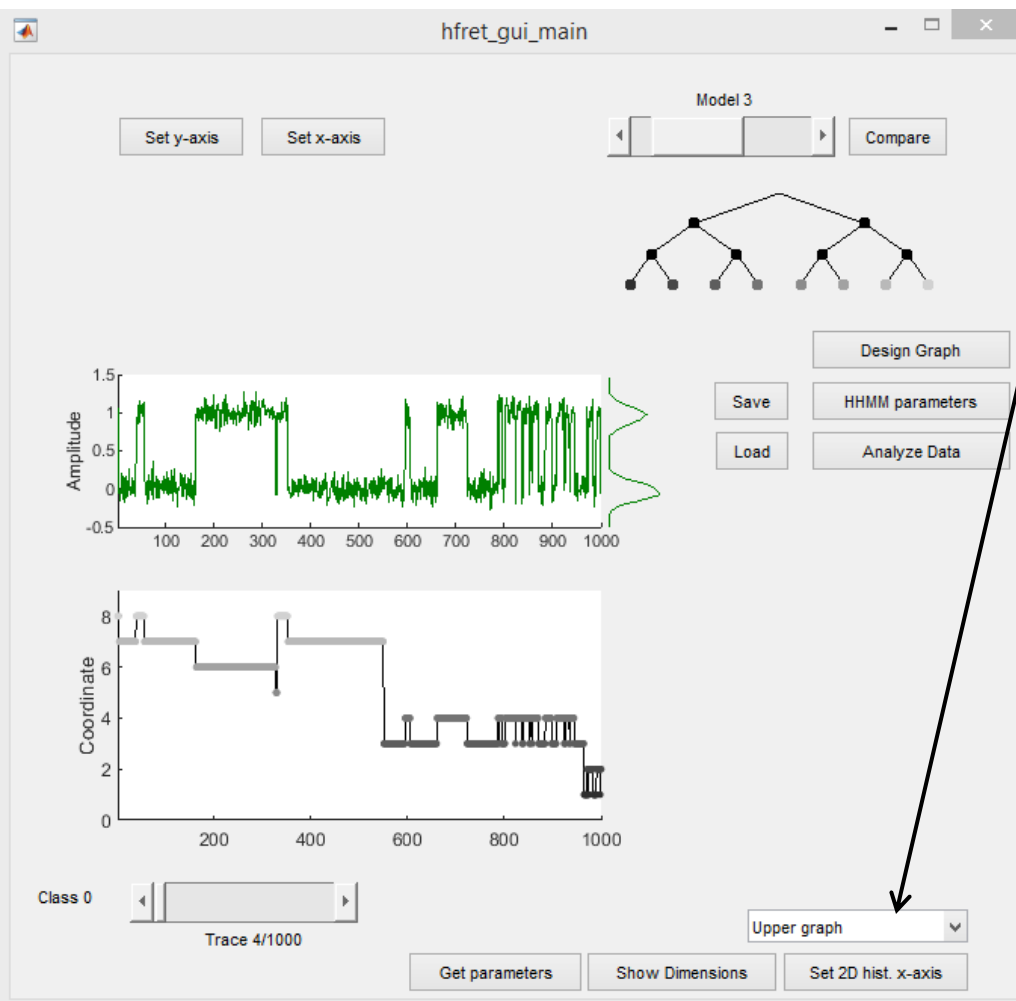 hfret_gui_main
Model 3
Set y-axis
Set x-axis
Compare
Design Graph
Save
HHMM parameters
Load
Analyze Data
Amplitude
1.5
1
0.5
0
-0.5
100 200 300 400 500 600 700 800 900 1000
Coordinate
8
6
4
2
0
200 400 600 800 1000
Class 0
Trace 4/1000
Upper graph
Get parameters
Show Dimensions
Set 2D hist. x-axis